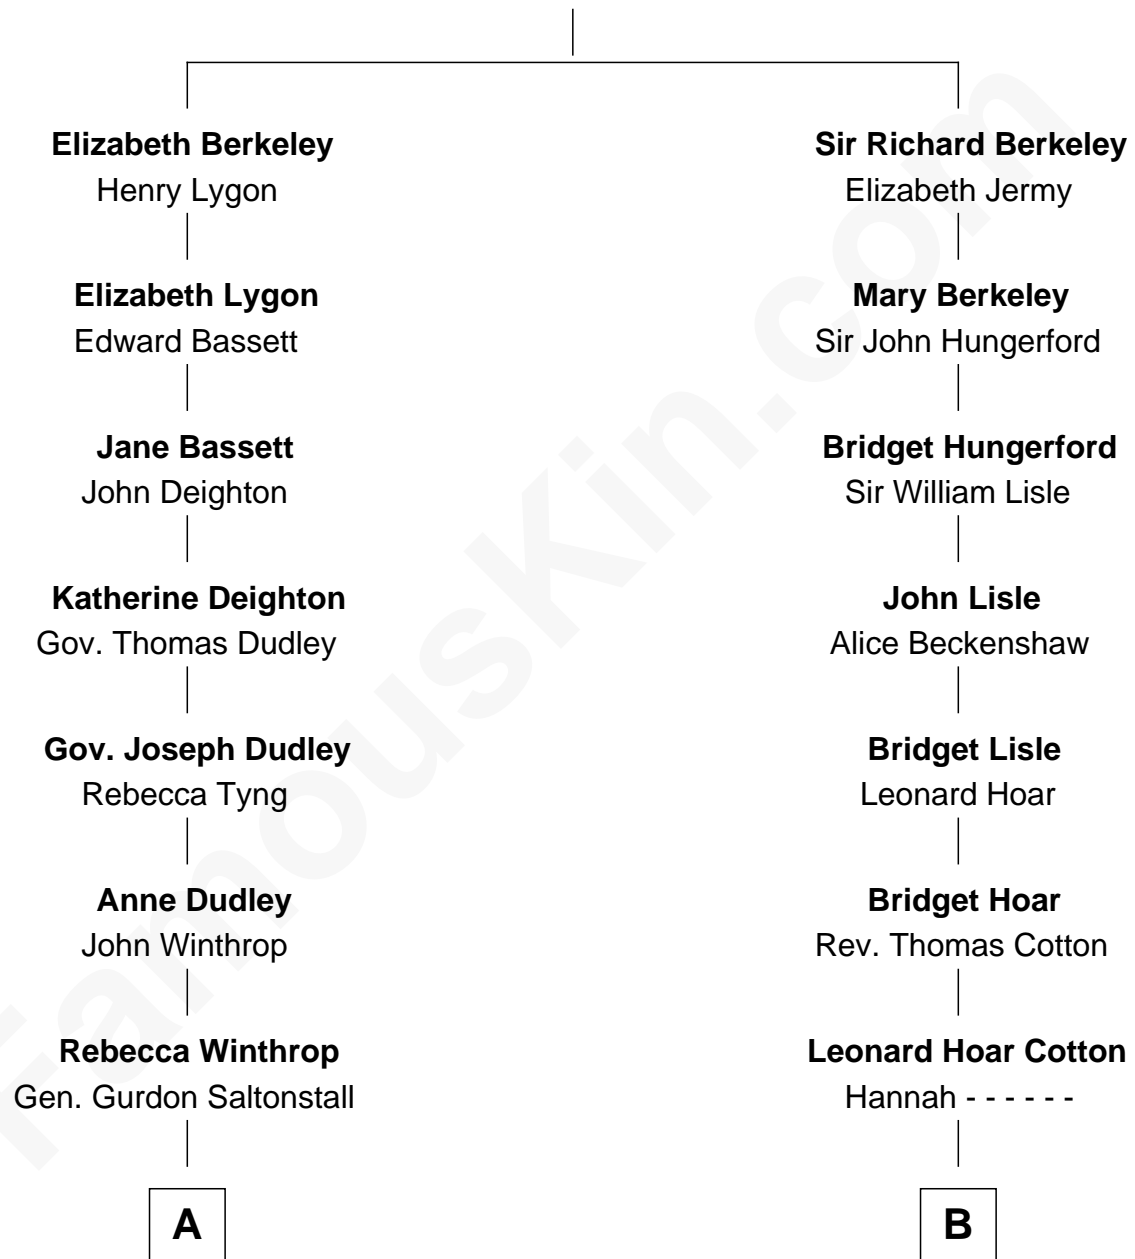 Elizabeth Berkeley
Henry Lygon
Elizabeth Lygon
Edward Bassett
Jane Bassett
John Deighton
Katherine Deighton
Gov. Thomas Dudley
Gov. Joseph Dudley
Rebecca Tyng
Anne Dudley
John Winthrop
Rebecca Winthrop
Gen. Gurdon Saltonstall
A
Sir Richard Berkeley
Elizabeth Jermy
Mary Berkeley
Sir John Hungerford
Bridget Hungerford
Sir William Lisle
John Lisle
Alice Beckenshaw
Bridget Lisle
Leonard Hoar
Bridget Hoar
Rev. Thomas Cotton
Leonard Hoar Cotton
Hannah - - - - - -
B
FamousKin.com